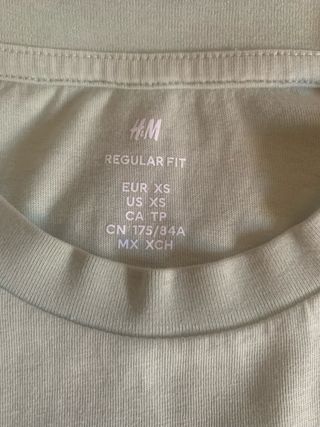 H&M
REGULAR FIT
EUR XS
US XS
CA TP
CN 175/84A
MX XCH